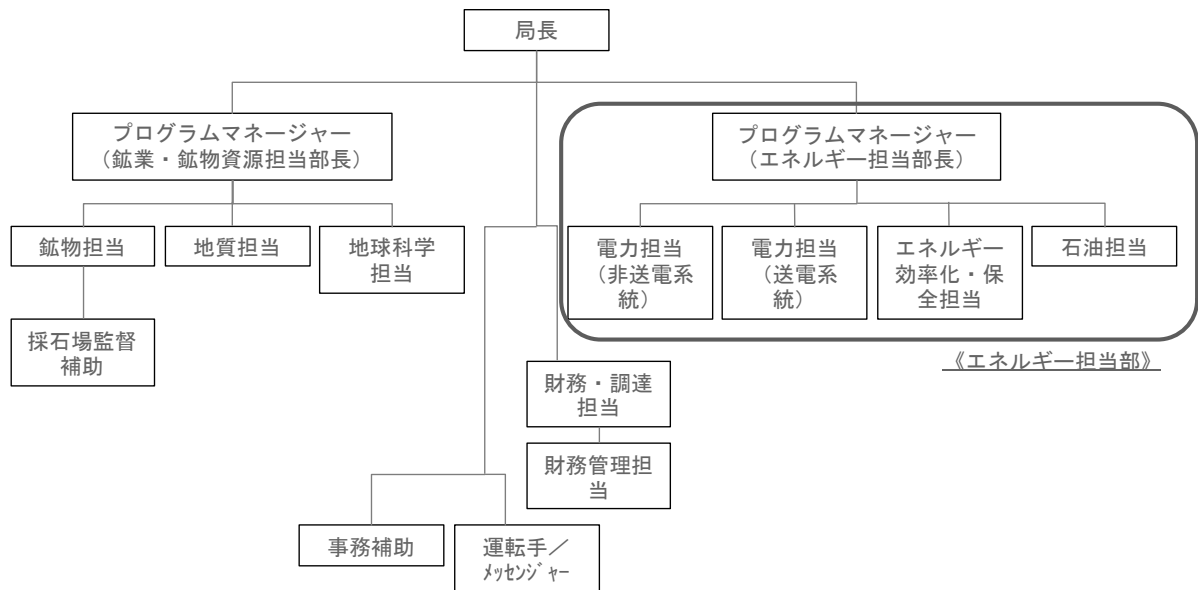 局長
プログラムマネージャー
（鉱業・鉱物資源担当部長）
プログラムマネージャー
（エネルギー担当部長）
鉱物担当
地質担当
地球科学
担当
電力担当
（非送電系
統）
電力担当
（送電系
統）
エネルギー
効率化・保
全担当
石油担当
採石場監督
補助
《エネルギー担当部》
財務・調達
担当
財務管理担
当
事務補助
運転手／
ﾒｯｾﾝｼﾞｬｰ